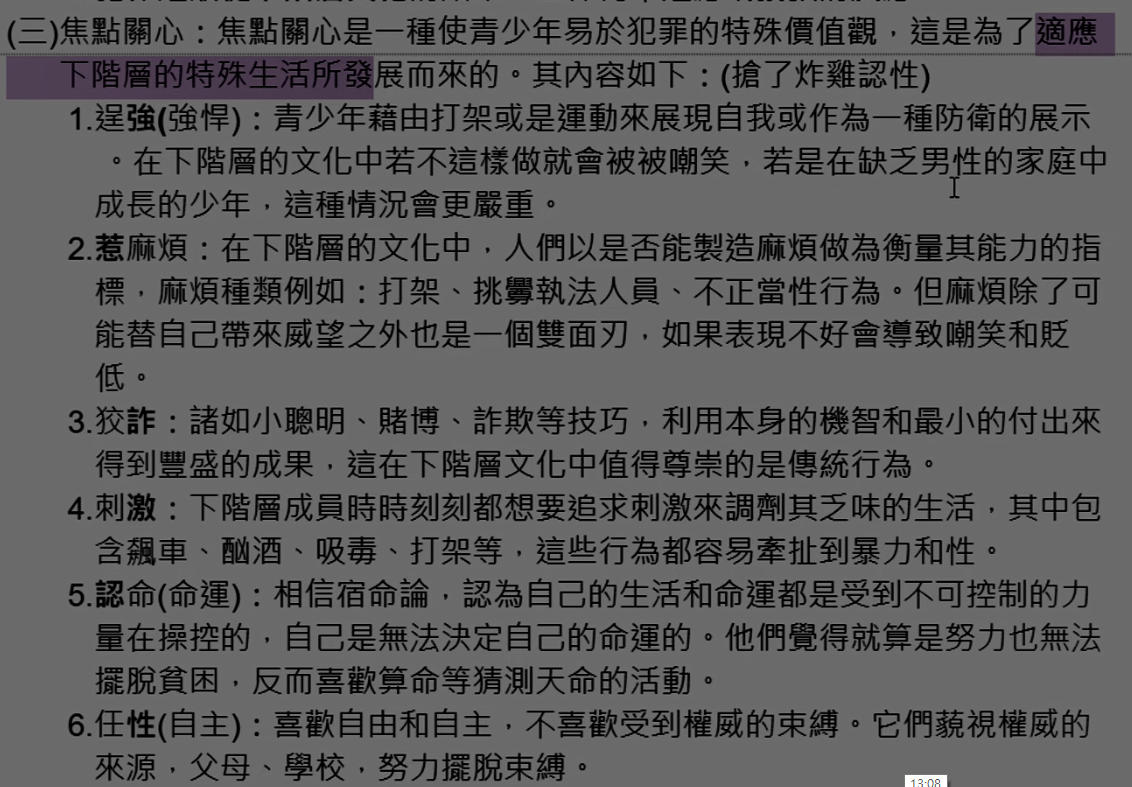 (三)焦點關心：焦點關心是一種使青少年易於犯罪的特殊價值觀，這是為了適應
下階層的特殊生活所發展而來的。其內容如下：(搶了炸雞認性)
1.逞強(強悍)：青少年藉由打架或是運動來展現自我或作為一種防衛的展示
。在下階層的文化中若不這樣做就會被被嘲笑，若是在缺乏男性的家庭中
成長的少年，這種情況會更嚴重。
2.惹麻煩：在下階層的文化中，人們以是否能製造麻煩做為衡量其能力的指
標，麻煩種類例如：打架、挑釁執法人員、不正當性行為。但麻煩除了可
能替自己帶來威望之外也是一個雙面刃，如果表現不好會導致嘲笑和貶
低。
3.狡詐：諸如小聰明、賭博、詐欺等技巧，利用本身的機智和最小的付出來
得到豐盛的成果，這在下階層文化中值得尊崇的是傳統行為。
4.刺激：下階層成員時時刻刻都想要追求刺激來調劑其乏味的生活，其中包
含飆車、酗酒、吸毒、打架等，這些行為都容易牽扯到暴力和性。
5.認命(命運)：相信宿命論，認為自己的生活和命運都是受到不可控制的力
量在操控的，自己是無法決定自己的命運的。他們覺得就算是努力也無法
擺脫貧困，反而喜歡算命等猜測天命的活動。
6.任性(自主)：喜歡自由和自主，不喜歡受到權威的束縛。它們藐視權威的
來源，父母、學校，努力擺脫束縛。
13:08